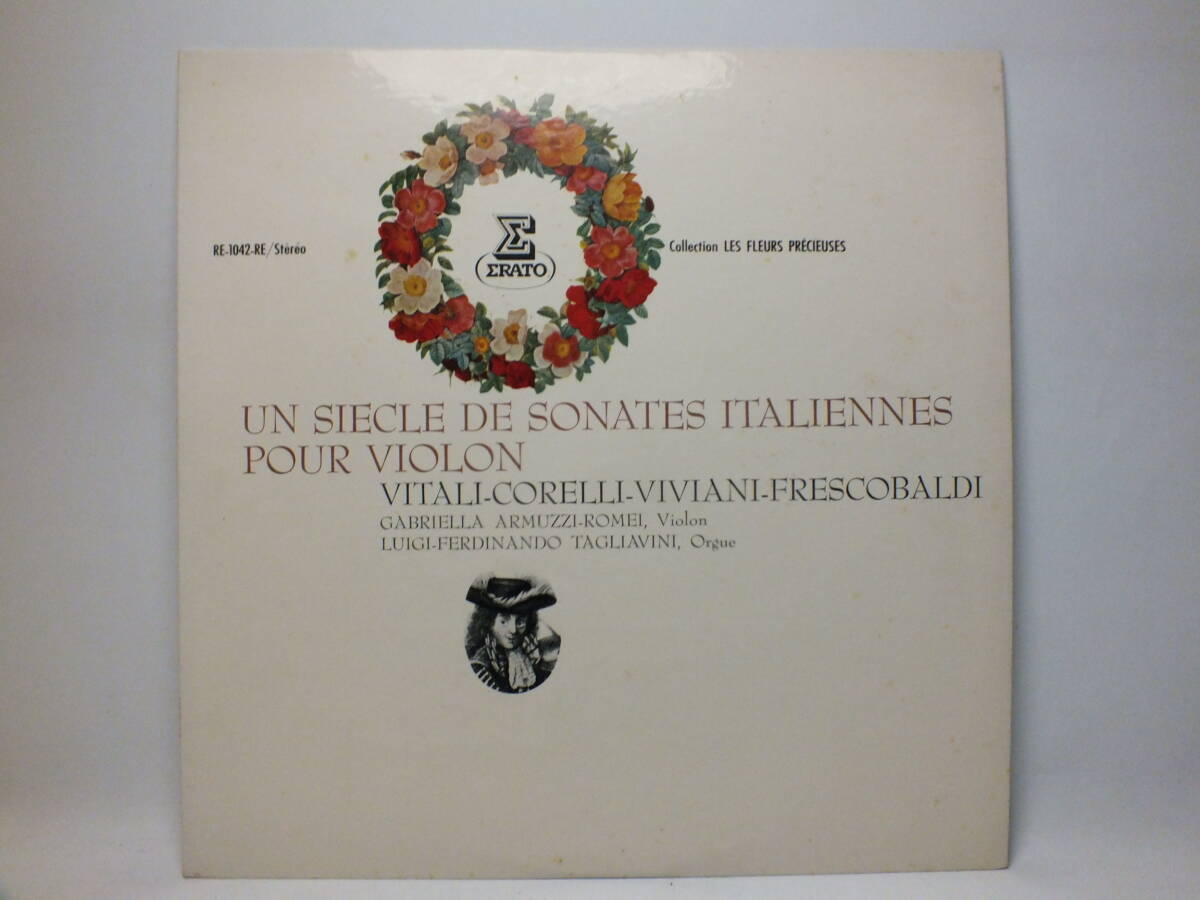 RE-1042-RE/Stéréo
ΣRATO
Collection LES FLEURS PRÉCIEUSES
UN SIECLE DE SONATES ITALIENNES
POUR VIOLON
VITALI-CORELLI-VIVIANI-FRESCOBALDI
GABRIELLA ARMUZZI-ROMEI, Violon
LUIGI-FERDINANDO TAGLIAVINI, Orgue